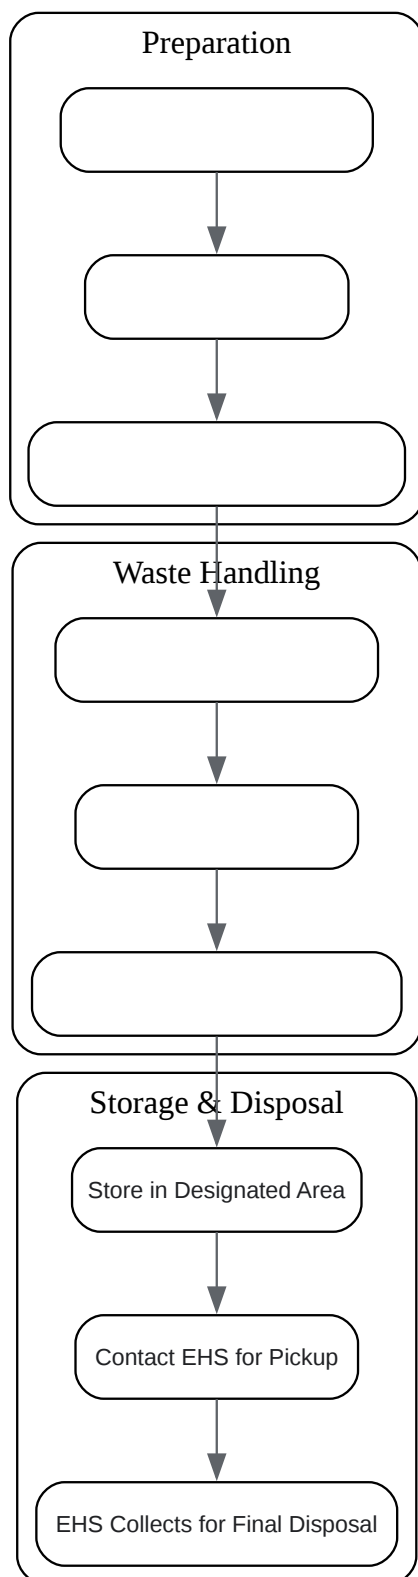 Preparation
Waste Handling
Storage & Disposal
Store in Designated Area
Contact EHS for Pickup
EHS Collects for Final Disposal